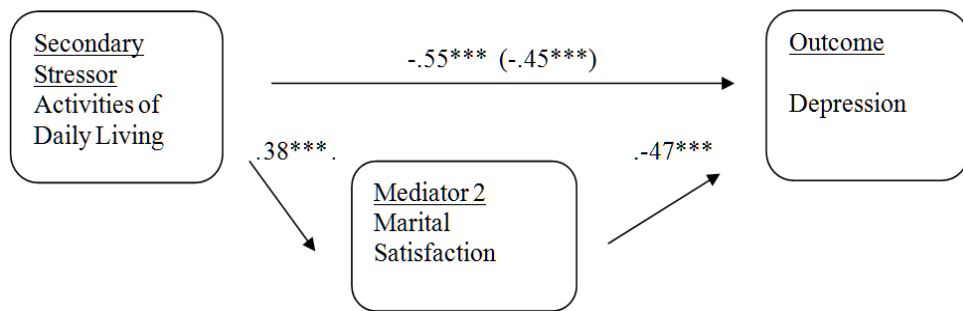 Secondary
Stressor
Activities of
Daily Living
-.55*** (-.45***)
Outcome
Depression
.38***.
.-47***
Mediator 2
Marital
Satisfaction